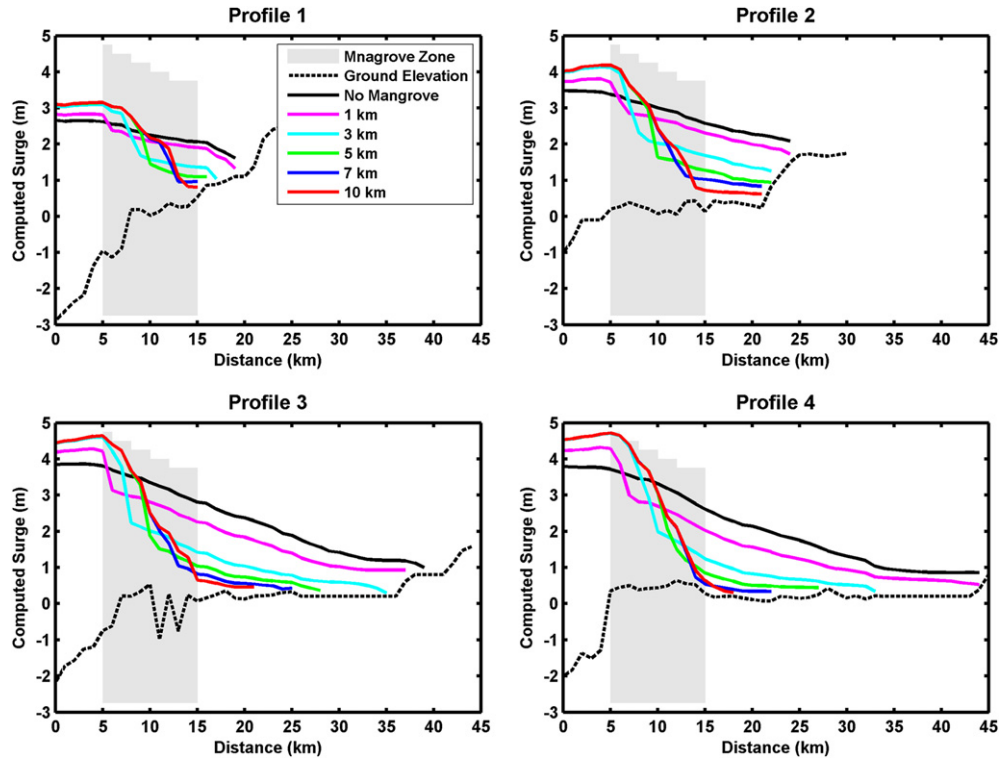 Profile 1
5
4
3
2
1
0
-1
-2
-3
Computed Surge (m)
0 5 10 15 20 25 30 35 40 45
Distance (km)
Mnagrove Zone
Ground Elevation
No Mangrove
1 km
3 km
5 km
7 km
10 km
Profile 2
5
4
3
2
1
0
-1
-2
-3
Computed Surge (m)
0 5 10 15 20 25 30 35 40 45
Distance (km)
Profile 3
5
4
3
2
1
0
-1
-2
-3
Computed Surge (m)
0 5 10 15 20 25 30 35 40 45
Distance (km)
Profile 4
5
4
3
2
1
0
-1
-2
-3
Computed Surge (m)
0 5 10 15 20 25 30 35 40 45
Distance (km)